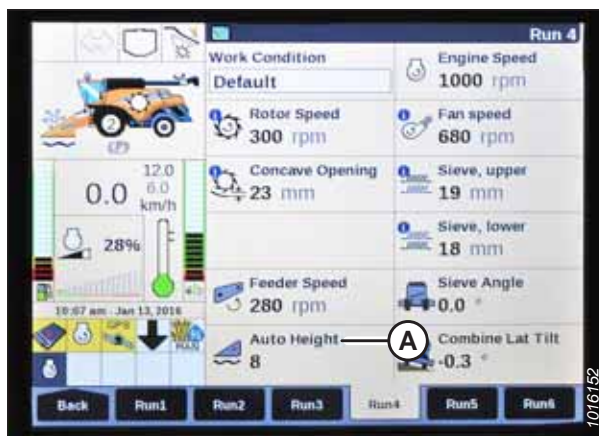 Run 4
Work Condition
Default
Engine Speed
1000 rpm
Rotor Speed
300 rpm
Fan speed
680 rpm
Concave Opening
23 mm
Sieve, upper
19 mm
Sieve, lower
18 mm
Feeder Speed
280 rpm
Sieve Angle
0.0 °
Auto Height
8
A
Combine Lat Tilt
-0.3 °
2
(P)
0.0
12.0
6.0
km/h
28%
10:07 am Jan 13, 2016
GPS
Back
Run1
Run2
Run3
Run4
Run5
Run6
1016152